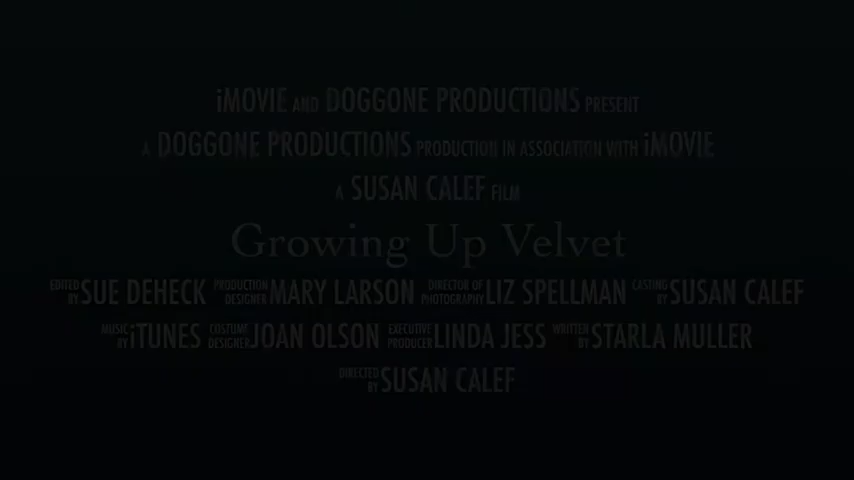 iMOVIE AND DOGGONE PRODUCTIONS PRESENT
A DOGGONE PRODUCTIONS PRODUCTION IN ASSOCIATION WITH iMOVIE
A SUSAN CALEF FILM
Growing Up Velvet
EDITED BY SUE DEHECK PRODUCTION DESIGNER MARY LARSON DIRECTOR OF PHOTOGRAPHY LIZ SPELLMAN CASTING BY SUSAN CALEF
MUSIC BY iTUNES COSTUME DESIGNER JOAN OLSON EXECUTIVE PRODUCER LINDA JESS WRITTEN BY STARLA MULLER
DIRECTED BY SUSAN CALEF